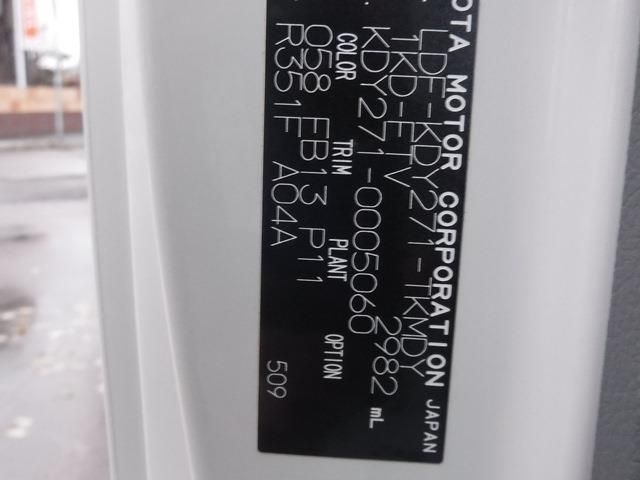 OTA MOTOR CORPORATION JAPAN
LDF-KDY271-TKMDY
1KD-FTV 2982 mL
KDY271-0005060
COLOR TRIM PLANT OPTION
058 FB13 P11
R351F A04A
509